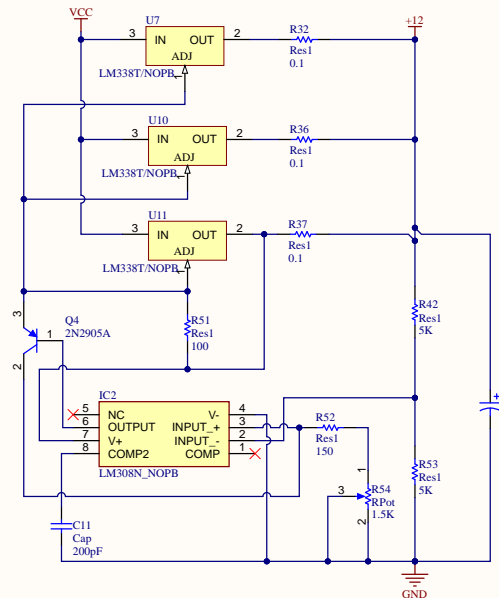 VCC
+12
U7
3 IN OUT 2
ADJ
1
LM338T/NOPB
R32
Res1
0.1
U10
3 IN OUT 2
ADJ
1
LM338T/NOPB
R36
Res1
0.1
U11
3 IN OUT 2
ADJ
1
LM338T/NOPB
R37
Res1
0.1
R42
Res1
5K
3
Q4
2N2905A
1
2
R51
Res1
100
IC2
5 NC V- 4
6 OUTPUT INPUT_+ 3
7 V+ INPUT_- 2
8 COMP2 COMP 1
LM308N_NOPB
R52
Res1
150
R53
Res1
5K
1
3
R54
RPot
1.5K
2
C11
Cap
200pF
+
GND